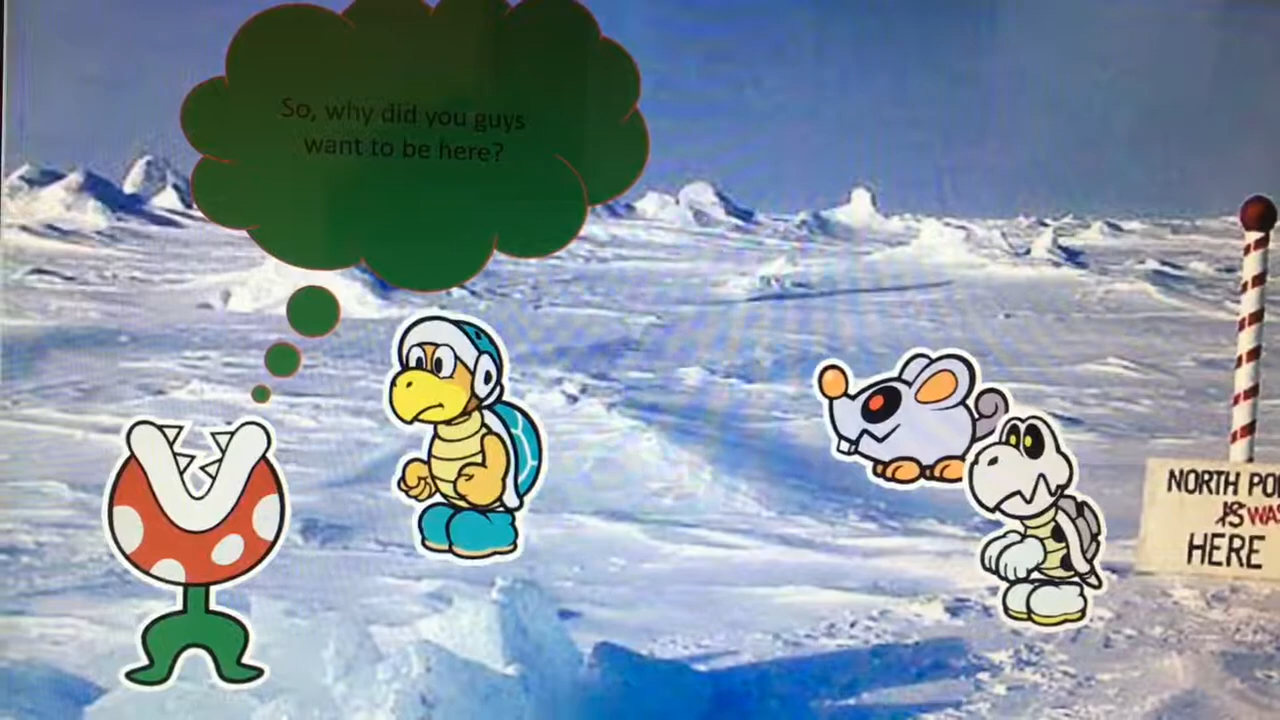 So, why did you guys
want to be here?
NORTH PO
IS WAS
HERE